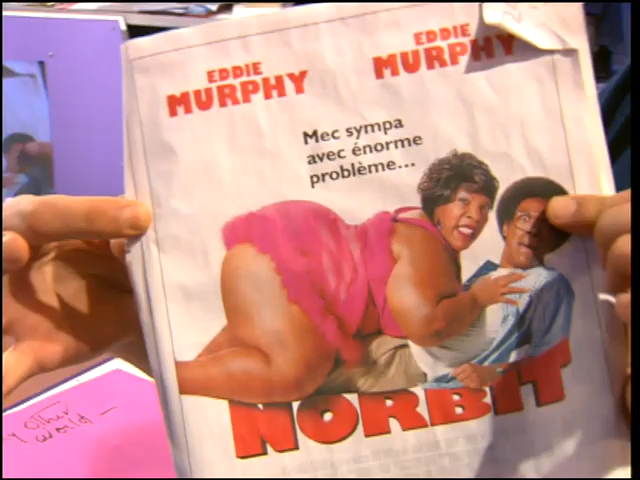 EDDIE
MURPHY
EDDIE
MURPHY
Mec sympa
avec énorme
problème...
NORBIT
other
world -